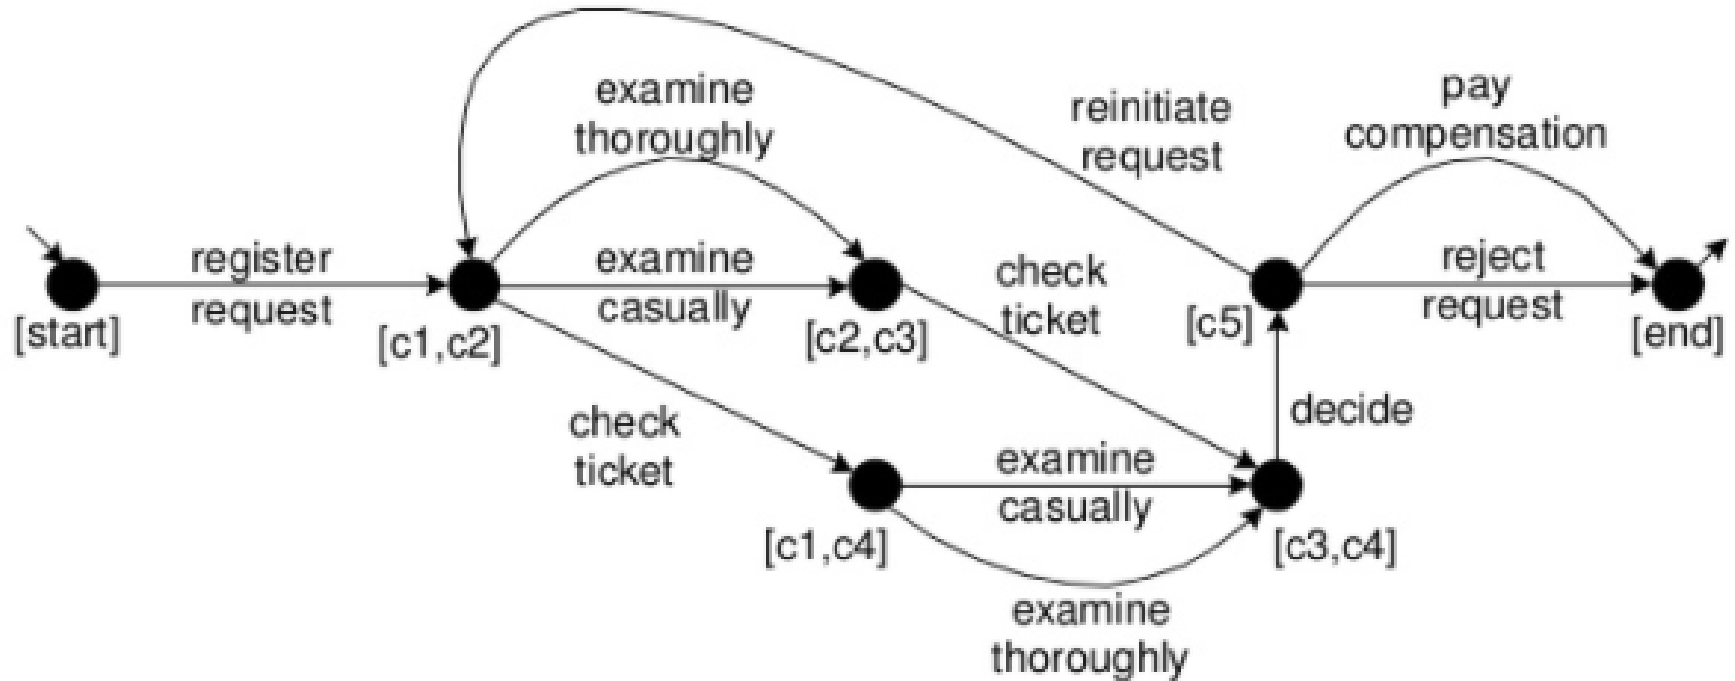 examine
thoroughly
reinitiate
request
pay
compensation
register
request
examine
casually
check
ticket
reject
request
[start]
[c1,c2]
[c2,c3]
[c5]
[end]
check
ticket
decide
examine
casually
[c1,c4]
[c3,c4]
examine
thoroughly